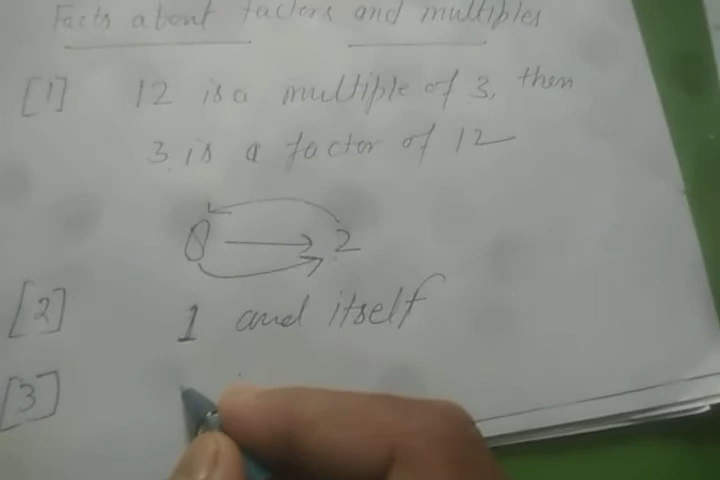 Facts about factors and multiples
[1] 12 is a multiple of 3, then
3 is a factor of 12
0 2
[2] 1 and itself
[3]